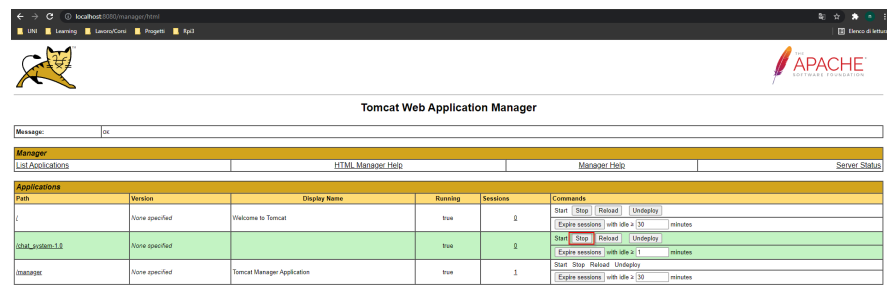 localhost:8080/manager/html
UNI Learning Lavoro/Corsi Progetti Rpi3 Elenco di lettura
THE
APACHE
SOFTWARE FOUNDATION
Tomcat Web Application Manager
Message: OK
Manager
List Applications HTML Manager Help Manager Help Server Status
Applications
Path Version Display Name Running Sessions Commands
/ None specified Welcome to Tomcat true 0 Start Stop Reload Undeploy
Expire sessions with idle ≥ 30 minutes
/chat_system-1.0 None specified true 0 Start Stop Reload Undeploy
Expire sessions with idle ≥ 1 minutes
/manager None specified Tomcat Manager Application true 1 Start Stop Reload Undeploy
Expire sessions with idle ≥ 30 minutes